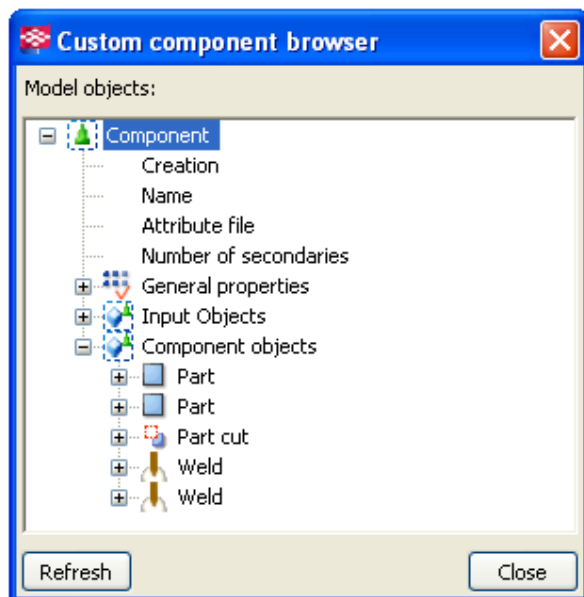 Custom component browser
Model objects:
Component
Creation
Name
Attribute file
Number of secondaries
General properties
Input Objects
Component objects
Part
Part
Part cut
Weld
Weld
Refresh
Close